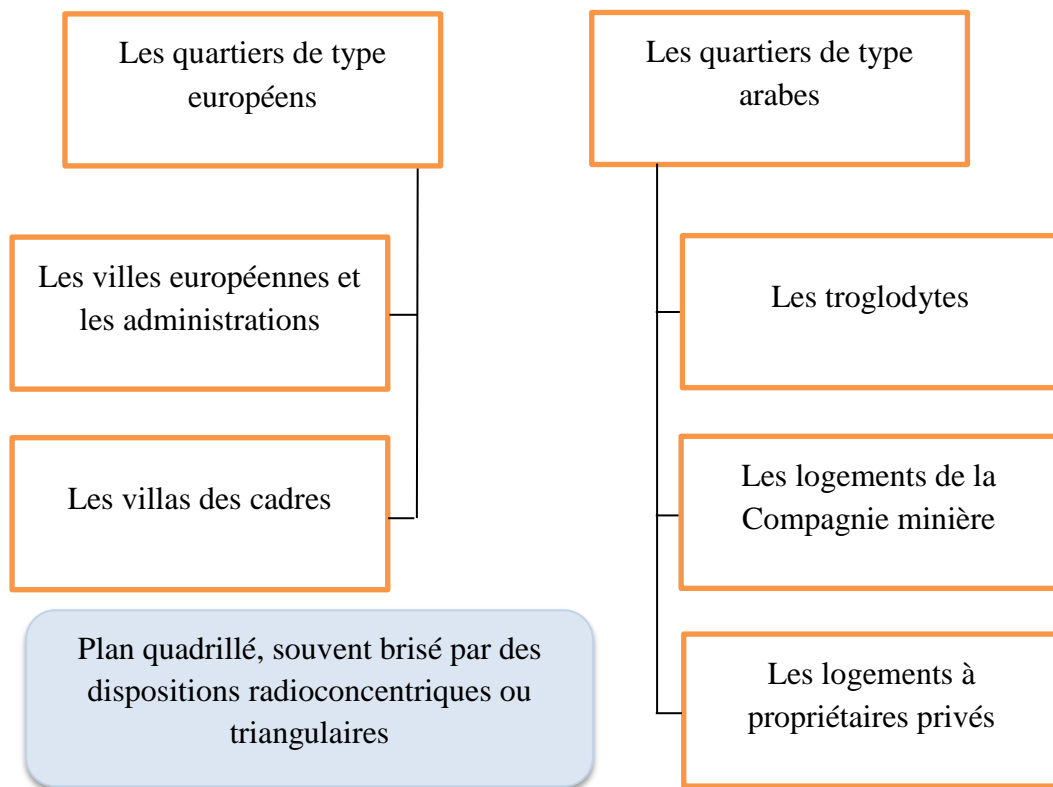 Les quartiers de type
européens
Les villes européennes et
les administrations
Les villas des cadres
Plan quadrillé, souvent brisé par des
dispositions radioconcentriques ou
triangulaires
Les quartiers de type
arabes
Les troglodytes
Les logements de la
Compagnie minière
Les logements à
propriétaires privés